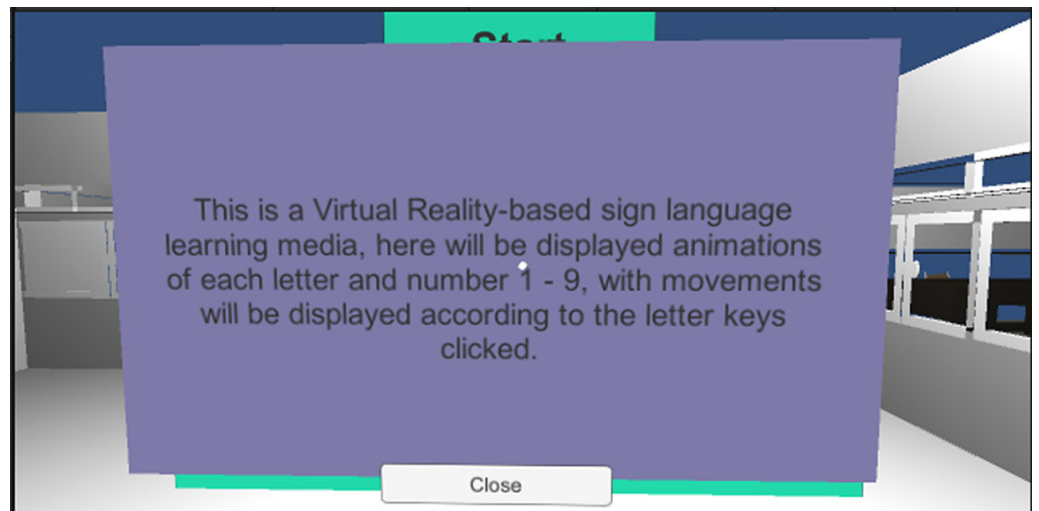 Start
This is a Virtual Reality-based sign language
learning media, here will be displayed animations
of each letter and number 1 - 9, with movements
will be displayed according to the letter keys
clicked.
Close